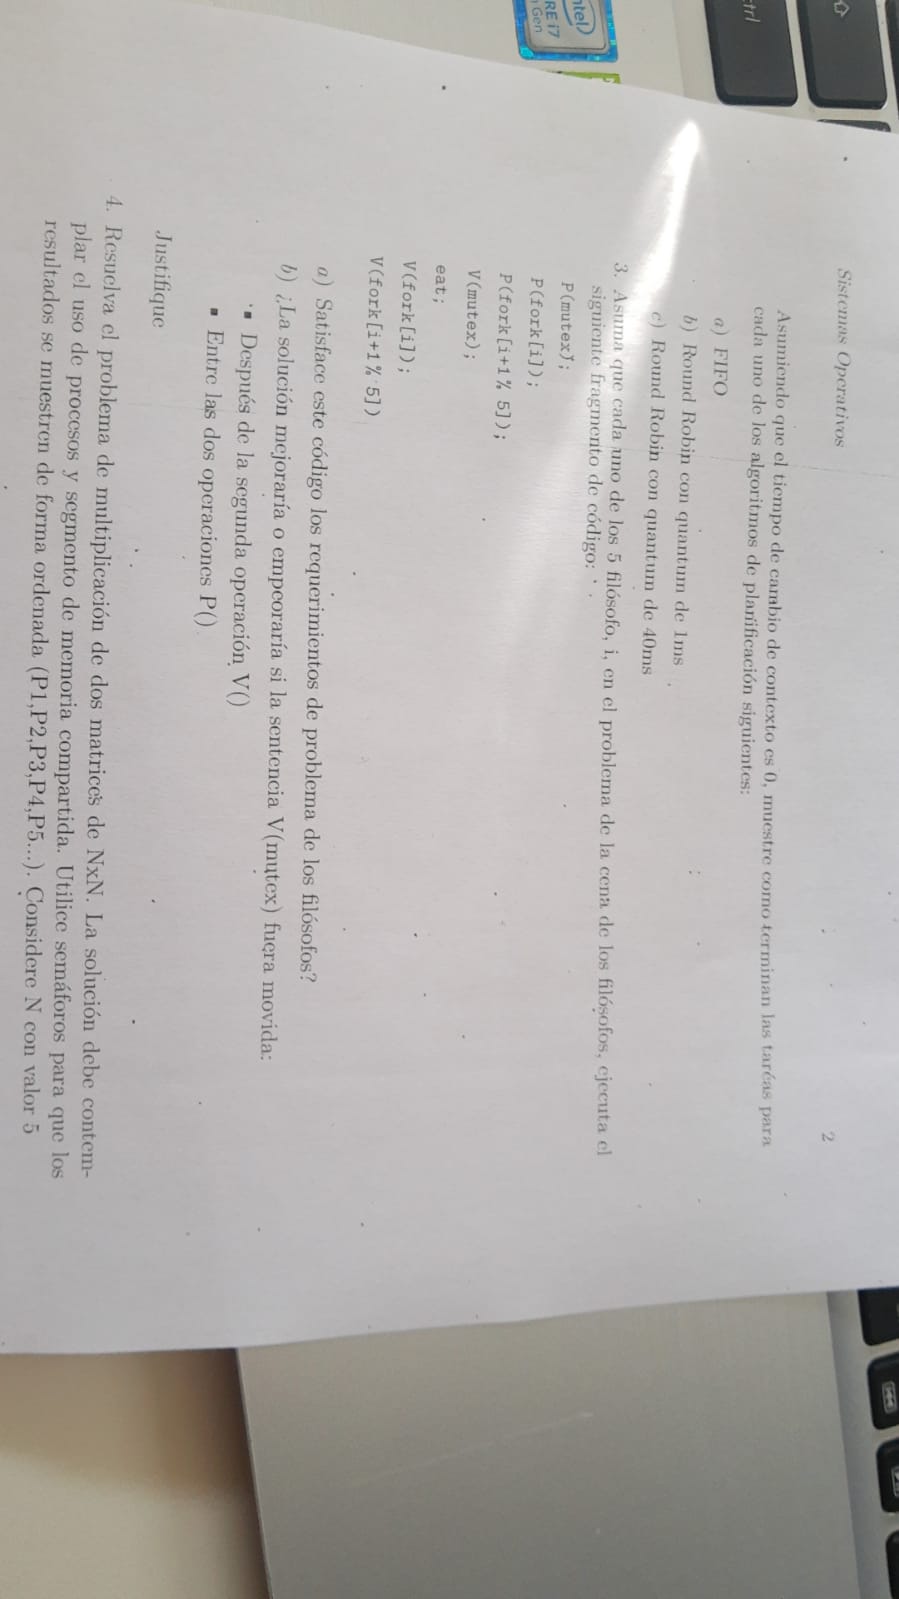 Sistemas Operativos 2
Asumiendo que el tiempo de cambio de contexto es 0, muestre como terminan las tareas para
cada uno de los algoritmos de planificación siguientes:
a) FIFO
b) Round Robin con quantum de 1ms
c) Round Robin con quantum de 40ms
3. Asuma que cada uno de los 5 filósofo, i, en el problema de la cena de los filósofos, ejecuta el
siguiente fragmento de código:
P(mutex);
P(fork[i]);
P(fork[i+1% 5]);
V(mutex);
eat;
V(fork[i]);
V(fork[i+1% 5])
a) Satisface este código los requerimientos de problema de los filósofos?
b) ¿La solución mejoraría o empeoraría si la sentencia V(mutex) fuera movida:
▪ Después de la segunda operación V()
▪ Entre las dos operaciones P()
Justifique
4. Resuelva el problema de multiplicación de dos matrices de NxN. La solución debe contem-
plar el uso de procesos y segmento de memoria compartida. Utilice semáforos para que los
resultados se muestren de forma ordenada (P1,P2,P3,P4,P5...). Considere N con valor 5
ctrl
intel
RE i7
Gen